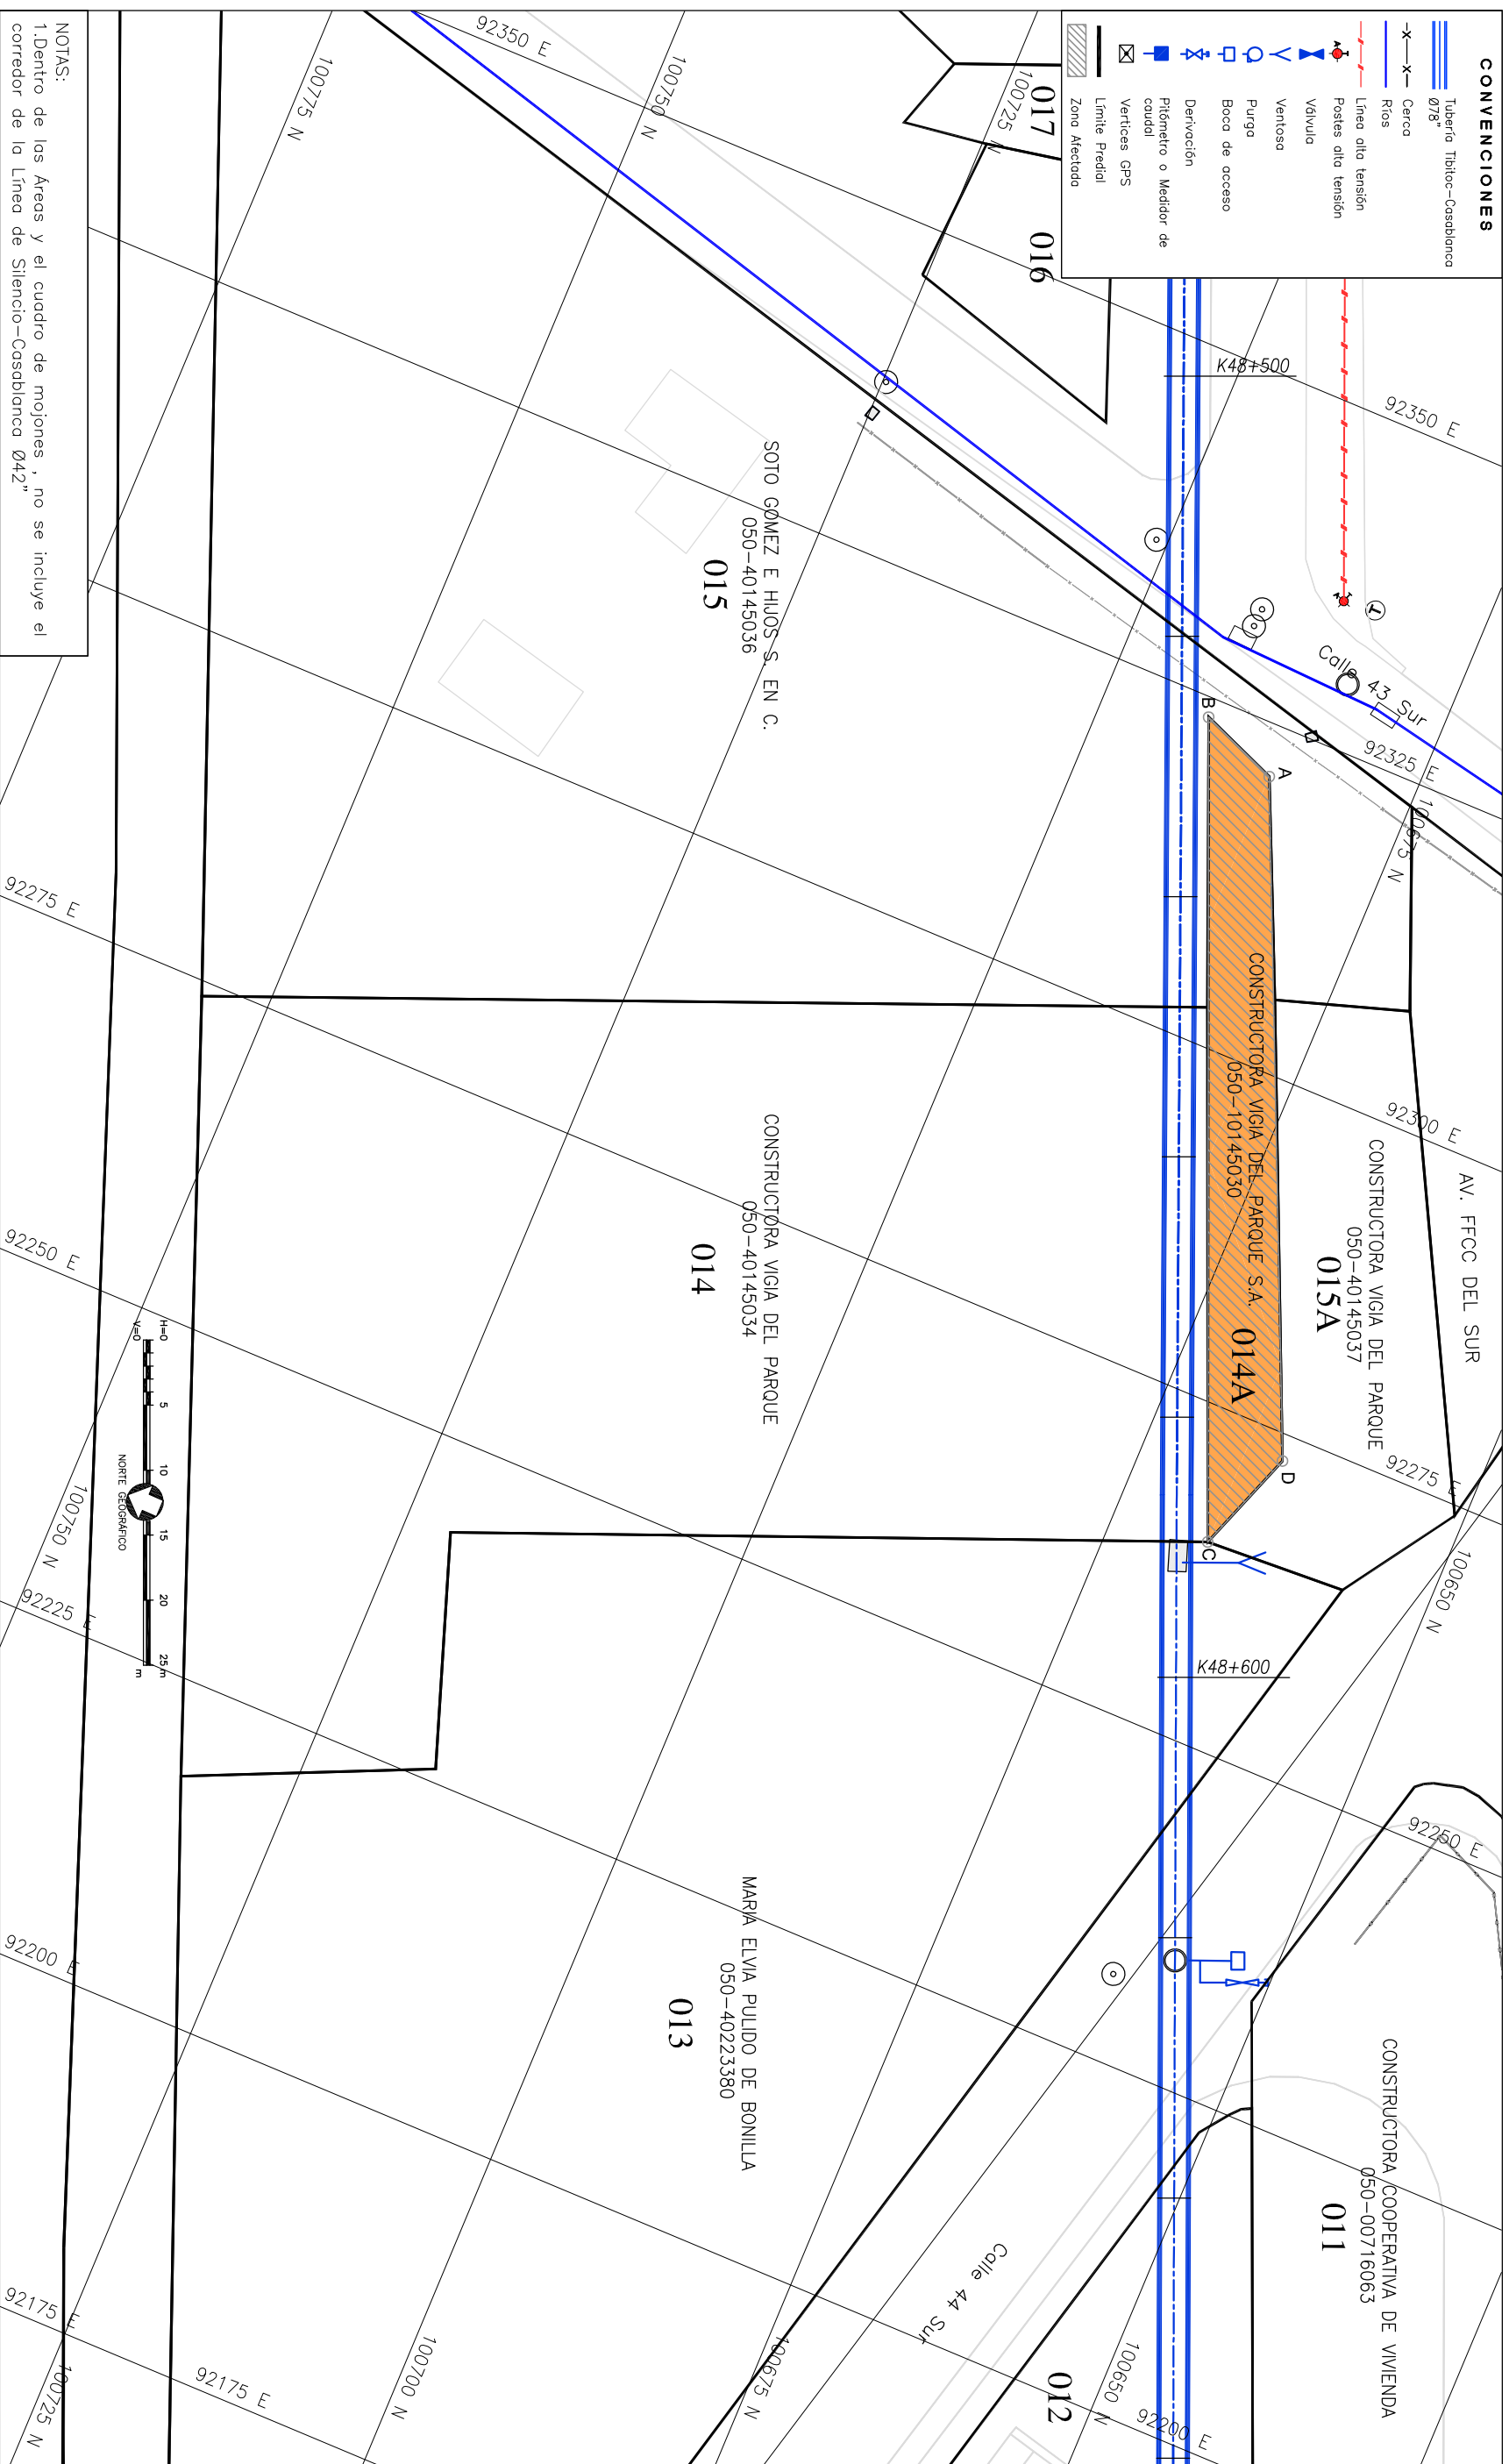 CONVENCIONES
Tubería Tibitoc-Casablanca
Ø78"
Cerca
Ríos
Línea alta tensión
Postes alta tensión
Válvula
Ventosa
Purga
Boca de acceso
Derivación
Pitómetro o Medidor de
caudal
Vertices GPS
Límite Predial
Zona Afectada
92350 E
K48+500
Calle 43 Sur
92325 E
100675 N
92300 E
AV. FFCC DEL SUR
CONSTRUCTORA VIGIA DEL PARQUE
050-40145037
015A
92275 E
100650 N
A
B
CONSTRUCTORA VIGIA DEL PARQUE S.A.
050-10145030
014A
D
C
K48+600
92250 E
CONSTRUCTORA COOPERATIVA DE VIVIENDA
050-00716063
011
017
016
100725 N
012
100650 N
92200 E
Calle 44 Sur
92350 E
100775 N
100750 N
SOTO GOMEZ E HIJOS S. EN C.
050-40145036
015
CONSTRUCTORA VIGIA DEL PARQUE
050-40145034
014
MARIA ELVIA PULIDO DE BONILLA
050-40223380
013
100675 N
100700 N
92175 E
H=0 5 10 15 20 25 m
V=0 m
NORTE GEOGRAFICO
92275 E
92250 E
100750 N
92225 E
92200 E
92175 E
100725 N
NOTAS:
1.Dentro de las Áreas y el cuadro de mojones , no se incluye el
corredor de la Línea de Silencio-Casablanca Ø42"